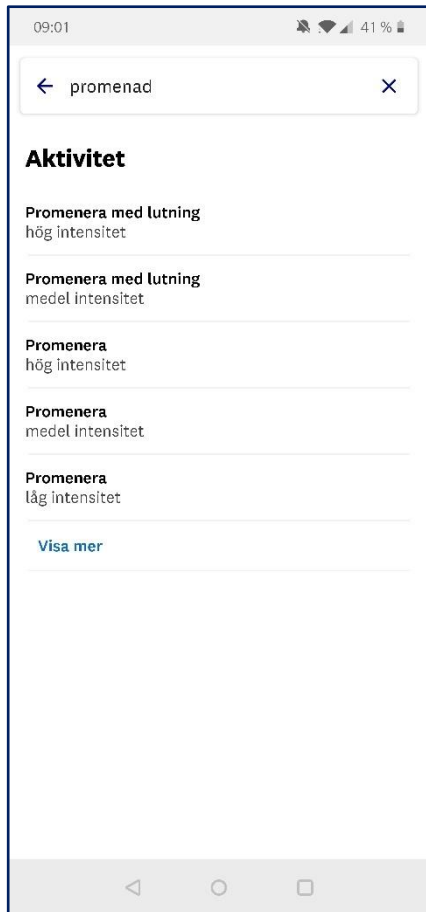 09:01 41 %
promenad
Aktivitet
Promenera med lutning
hög intensitet
Promenera med lutning
medel intensitet
Promenera
hög intensitet
Promenera
medel intensitet
Promenera
låg intensitet
Visa mer